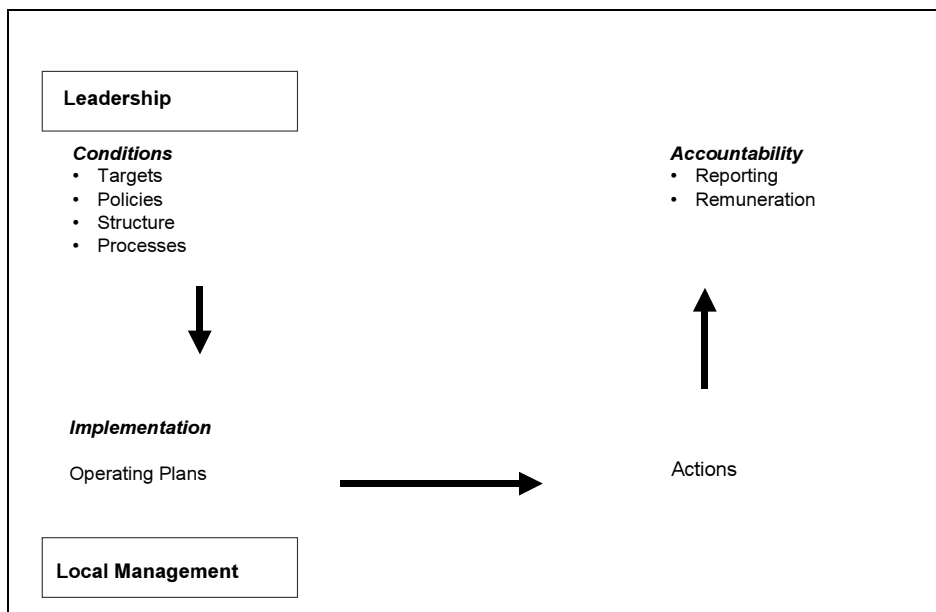 Leadership
Conditions
• Targets
• Policies
• Structure
• Processes
Accountability
• Reporting
• Remuneration
Implementation
Operating Plans
Actions
Local Management